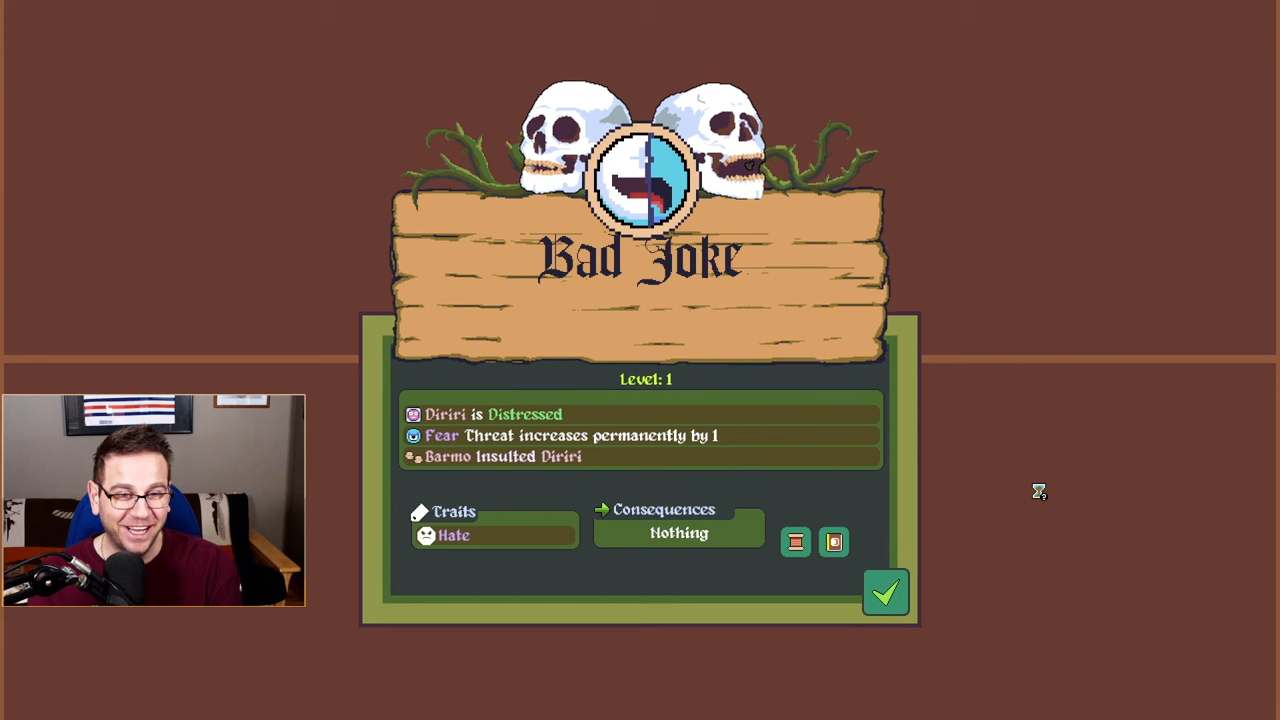 Bad Joke
Level: 1
Diriri is Distressed
Fear Threat increases permanently by 1
Barmo Insulted Diriri
Traits
Hate
Consequences
Nothing